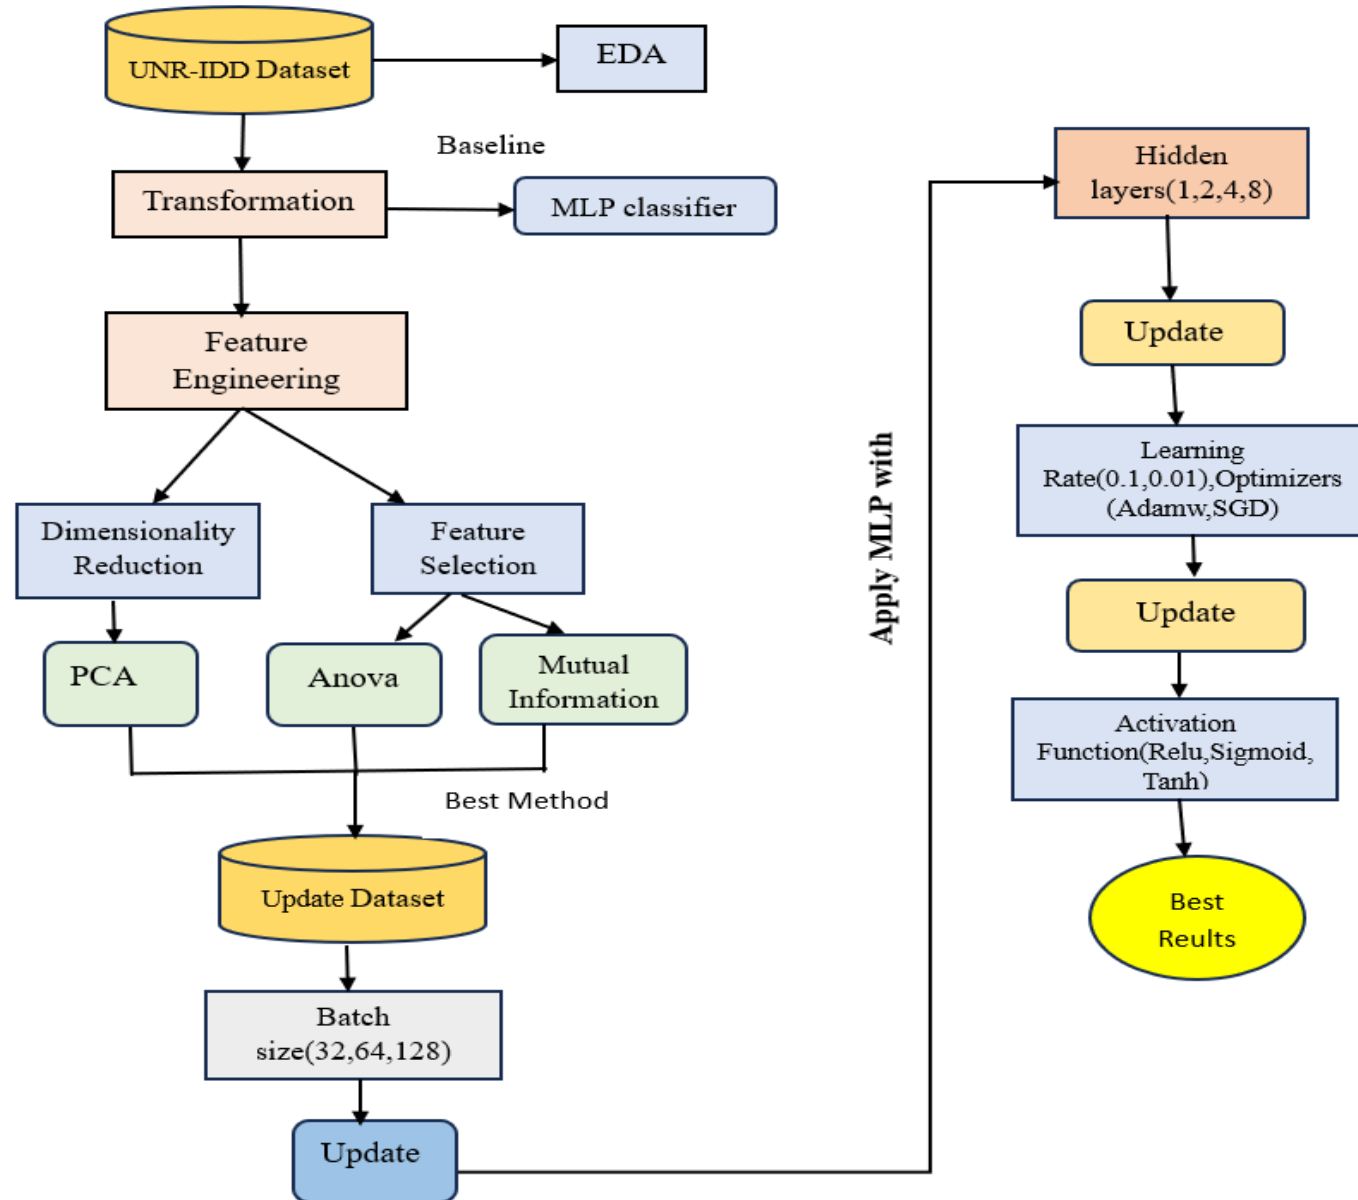 UNR-IDD Dataset
EDA
Baseline
Transformation
MLP classifier
Feature
Engineering
Dimensionality
Reduction
Feature
Selection
PCA
Anova
Mutual
Information
Best Method
Update Dataset
Batch
size(32,64,128)
Update
Apply MLP with
Hidden
layers(1,2,4,8)
Update
Learning
Rate(0.1,0.01),Optimizers
(Adamw,SGD)
Update
Activation
Function(Relu,Sigmoid,
Tanh)
Best
Reults